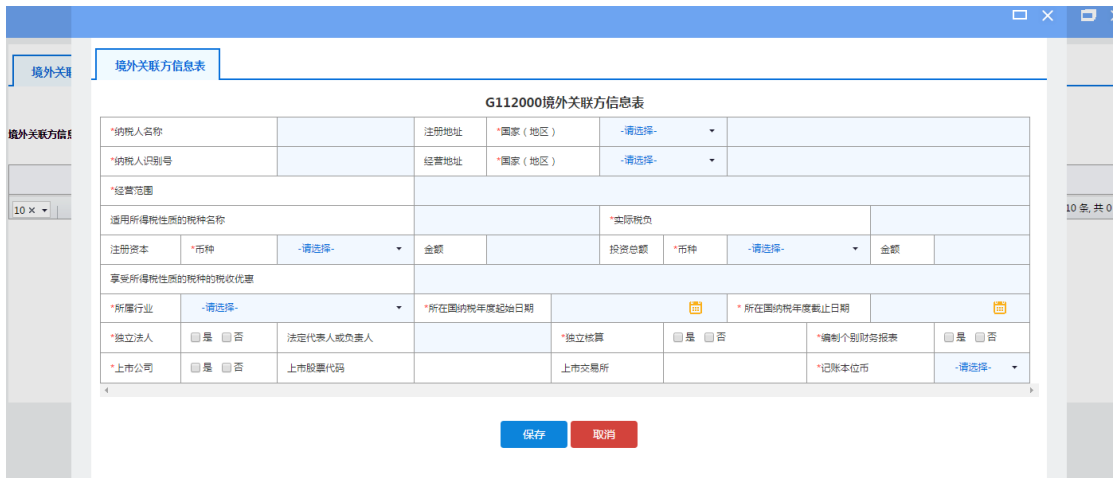 境外关联方信息表
境外关联
G112000境外关联方信息表
境外关联方信息
*纳税人名称 注册地址 *国家（地区） -请选择-
*纳税人识别号 经营地址 *国家（地区） -请选择-
*经营范围
10 × 10 条, 共 0
适用所得税性质的税种名称 *实际税负
注册资本 *币种 -请选择- 金额 投资总额 *币种 -请选择- 金额
享受所得税性质的税种的税收优惠
*所属行业 -请选择- *所在国纳税年度起始日期 * 所在国纳税年度截止日期
*独立法人 是 否 法定代表人或负责人 *独立核算 是 否 *编制个别财务报表 是 否
*上市公司 是 否 上市股票代码 上市交易所 *记账本位币 -请选择-
保存 取消